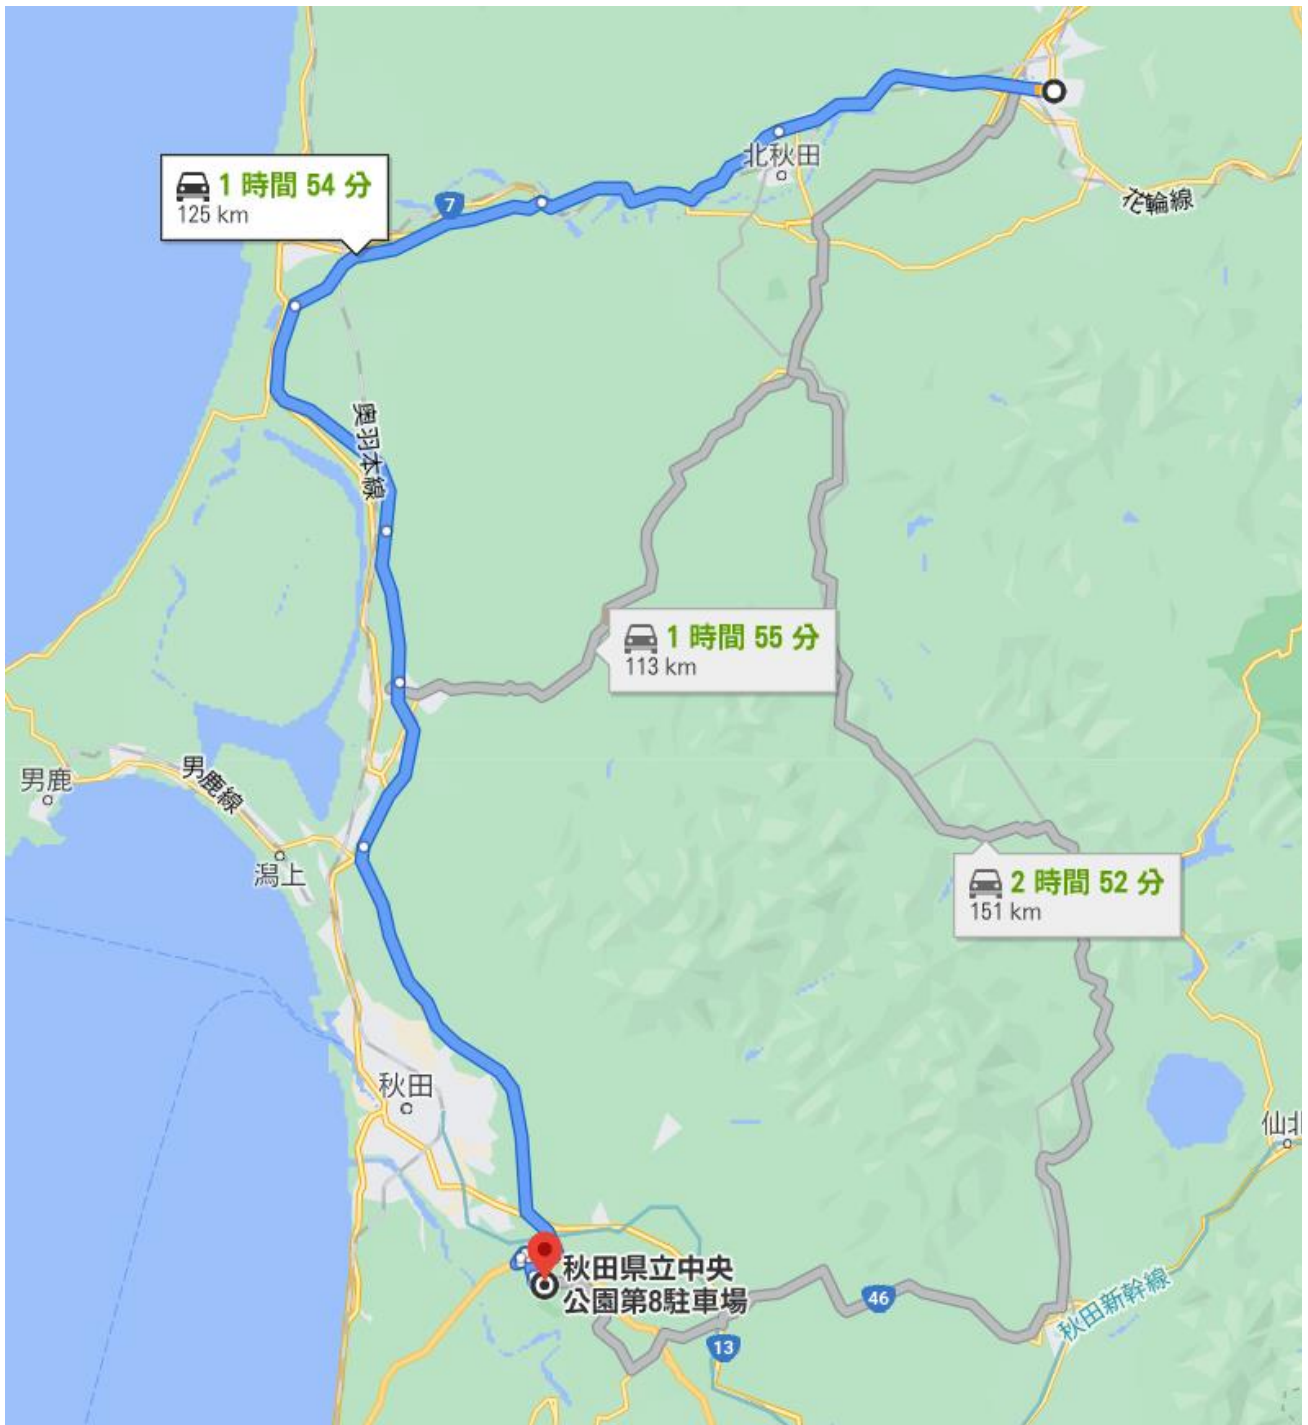 北秋田
1 時間 54 分
125 km
7
花輪線
奥羽本線
1 時間 55 分
113 km
男鹿
男鹿線
潟上
2 時間 52 分
151 km
秋田
仙北
秋田県立中央
公園第8駐車場
46
秋田新幹線
13